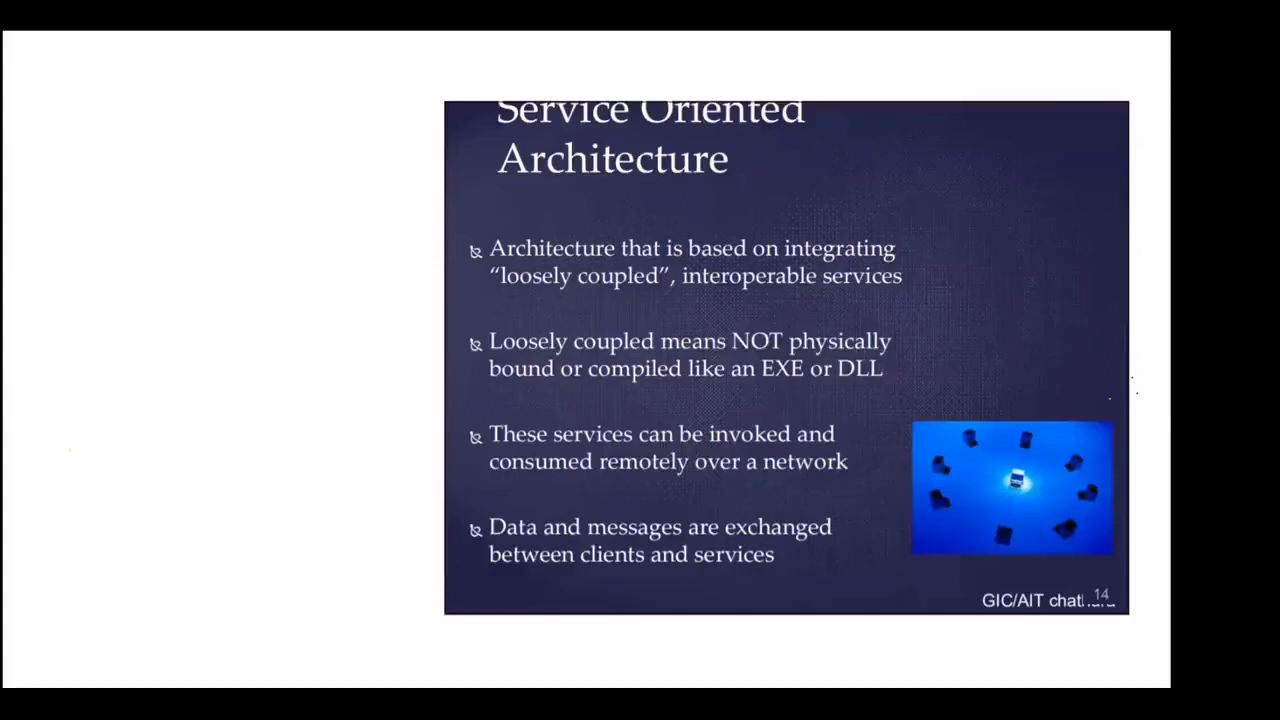 Service Oriented
Architecture
Architecture that is based on integrating
“loosely coupled”, interoperable services
Loosely coupled means NOT physically
bound or compiled like an EXE or DLL
These services can be invoked and
consumed remotely over a network
Data and messages are exchanged
between clients and services
GIC/AIT
14